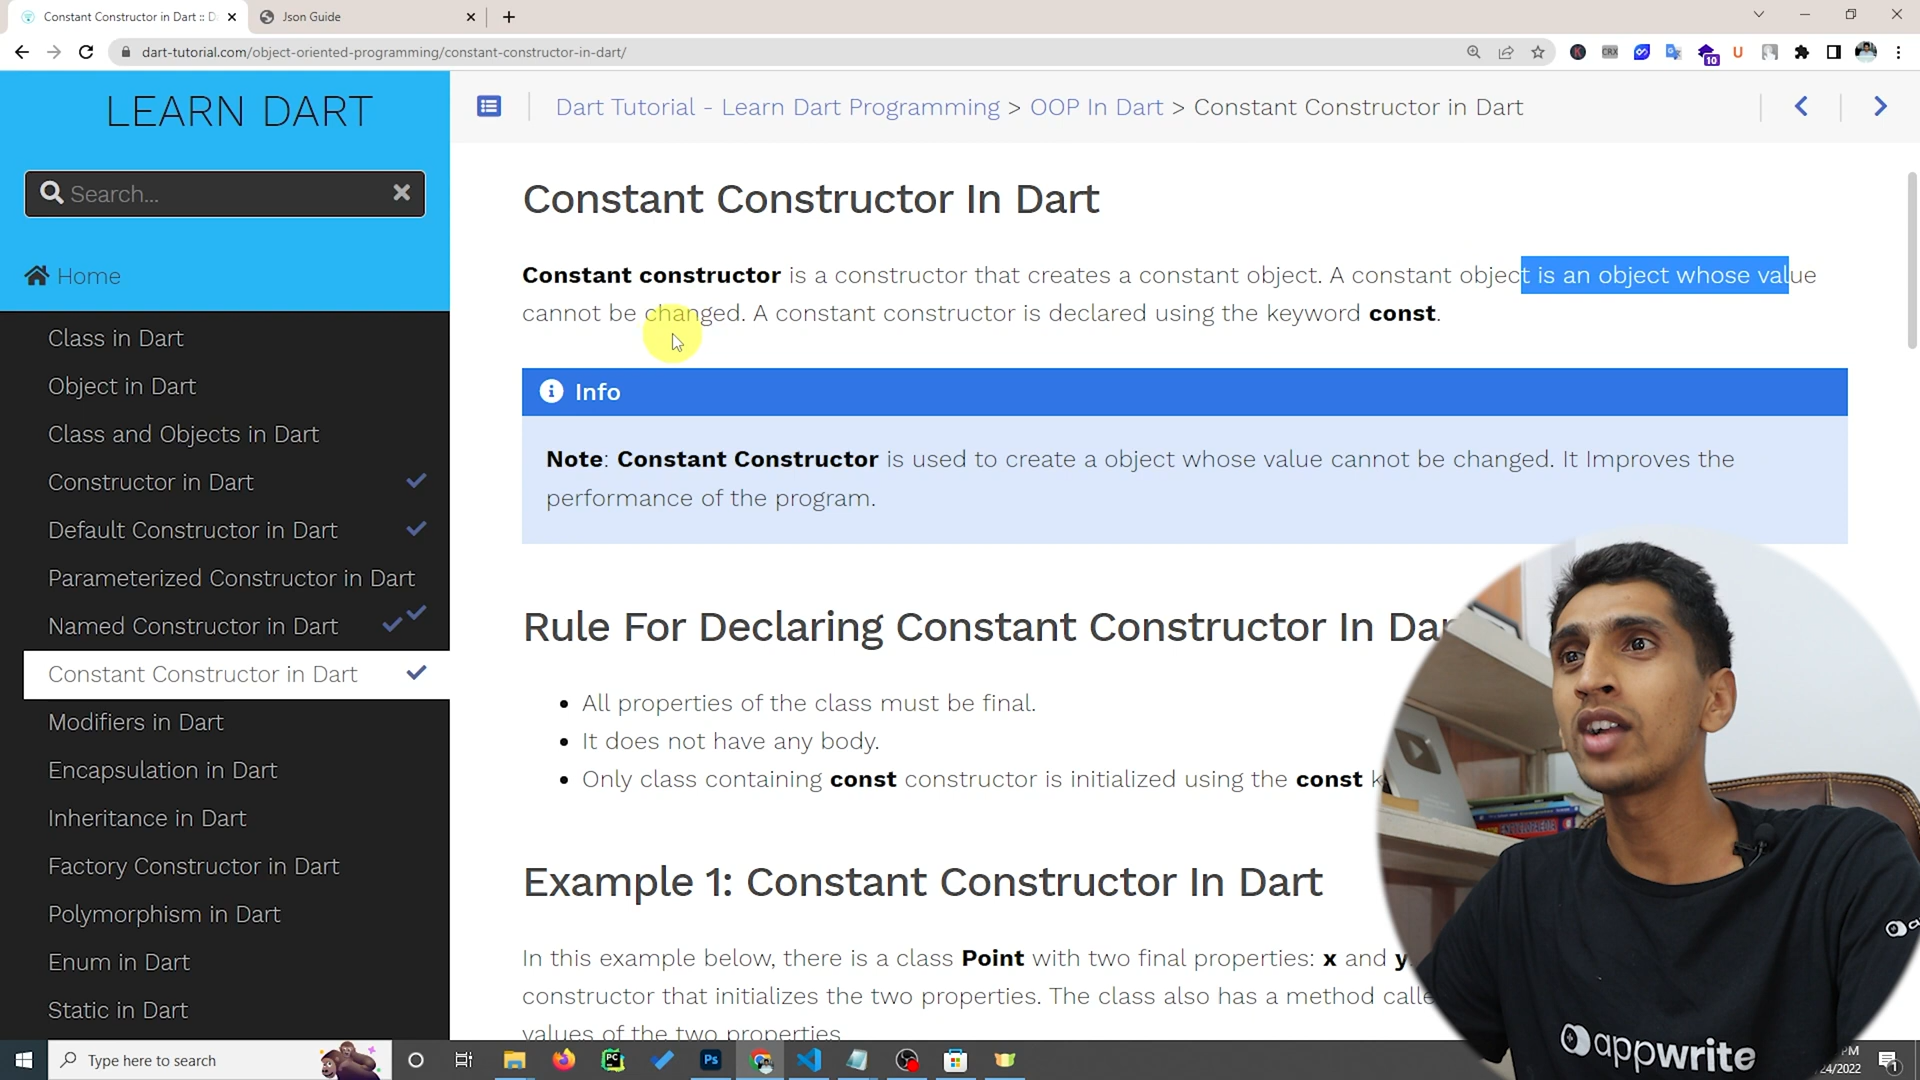 Constant Constructor in Dart :: D
Json Guide
dart-tutorial.com/object-oriented-programming/constant-constructor-in-dart/
10
LEARN DART
Search...
Home
Class in Dart
Object in Dart
Class and Objects in Dart
Constructor in Dart
Default Constructor in Dart
Parameterized Constructor in Dart
Named Constructor in Dart
Constant Constructor in Dart
Modifiers in Dart
Encapsulation in Dart
Inheritance in Dart
Factory Constructor in Dart
Polymorphism in Dart
Enum in Dart
Static in Dart
Dart Tutorial - Learn Dart Programming > OOP In Dart > Constant Constructor in Dart
Constant Constructor In Dart
Constant constructor is a constructor that creates a constant object. A constant object is an object whose value
cannot be changed. A constant constructor is declared using the keyword const.
Info
Note: Constant Constructor is used to create a object whose value cannot be changed. It Improves the
performance of the program.
Rule For Declaring Constant Constructor In Dar
All properties of the class must be final.
It does not have any body.
Only class containing const constructor is initialized using the const k
Example 1: Constant Constructor In Dart
In this example below, there is a class Point with two final properties: x and y
constructor that initializes the two properties. The class also has a method calle
values of the two properties
appwrite
Type here to search
PM
/24/2022
1